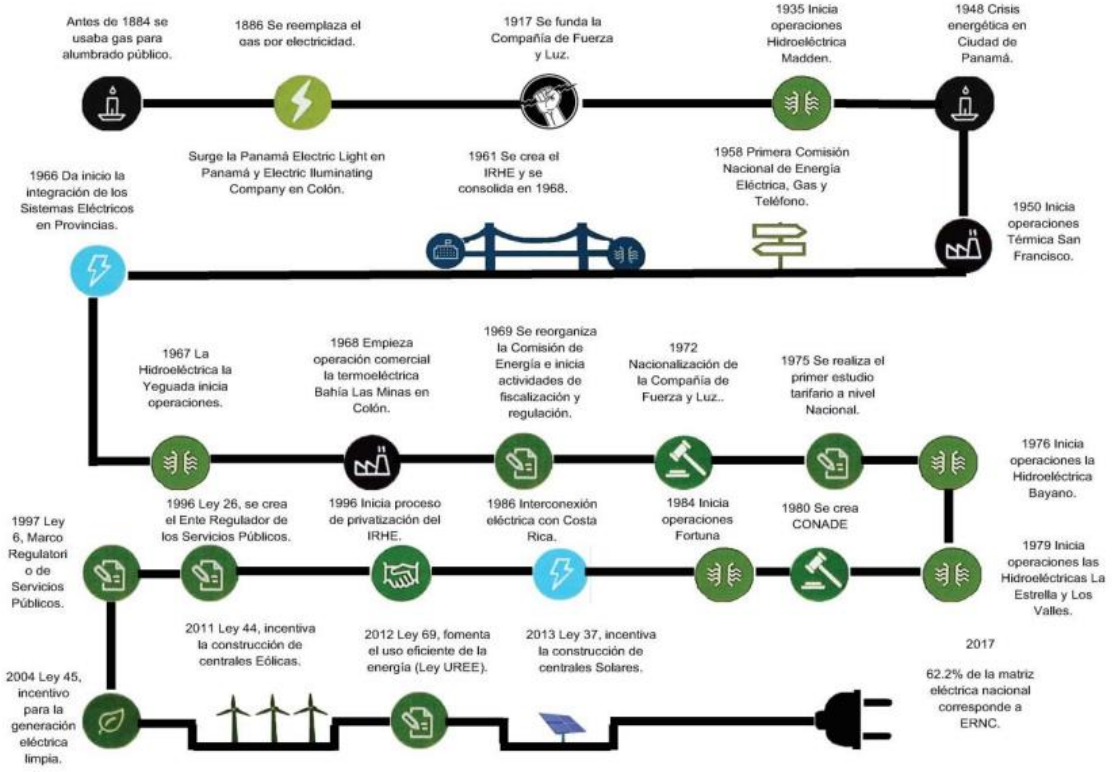 Antes de 1884 se
usaba gas para
alumbrado público.
1886 Se reemplaza el
gas por electricidad.
1917 Se funda la
Compañía de Fuerza
y Luz.
1935 Inicia
operaciones
Hidroeléctrica
Madden.
1948 Crisis
energética en
Ciudad de
Panamá.
Surge la Panamá Electric Light en
Panamá y Electric Iluminating
Company en Colón.
1950 Inicia
operaciones
Térmica San
Francisco.
1958 Primera Comisión
Nacional de Energía
Eléctrica, Gas y
Teléfono.
1961 Se crea el
IRHE y se
consolida en 1968.
1966 Da inicio la
integración de los
Sistemas Eléctricos
en Provincias.
1967 La
Hidroeléctrica la
Yeguada inicia
operaciones.
1968 Empieza
operación comercial
la termoeléctrica
Bahía Las Minas en
Colón.
1969 Se reorganiza
la Comisión de
Energía e inicia
actividades de
fiscalización y
regulación.
1972
Nacionalización de
la Compañía de
Fuerza y Luz..
1975 Se realiza el
primer estudio
tarifario a nivel
Nacional.
1976 Inicia
operaciones la
Hidroeléctrica
Bayano.
1979 Inicia
operaciones las
Hidroeléctricas La
Estrella y Los
Valles.
1980 Se crea
CONADE
1984 Inicia
operaciones
Fortuna
1986 Interconexión
eléctrica con Costa
Rica.
1996 Inicia proceso
de privatización del
IRHE.
1996 Ley 26, se crea
el Ente Regulador de
los Servicios Públicos.
1997 Ley
6, Marco
Regulatori
o de
Servicios
Públicos.
2004 Ley 45,
incentivo
para la
generación
eléctrica
limpia.
2011 Ley 44, incentiva
la construcción de
centrales Eólicas.
2012 Ley 69, fomenta
el uso eficiente de la
energía (Ley UREE).
2013 Ley 37, incentiva
la construcción de
centrales Solares.
2017
62.2% de la matriz
eléctrica nacional
corresponde a
ERNC.